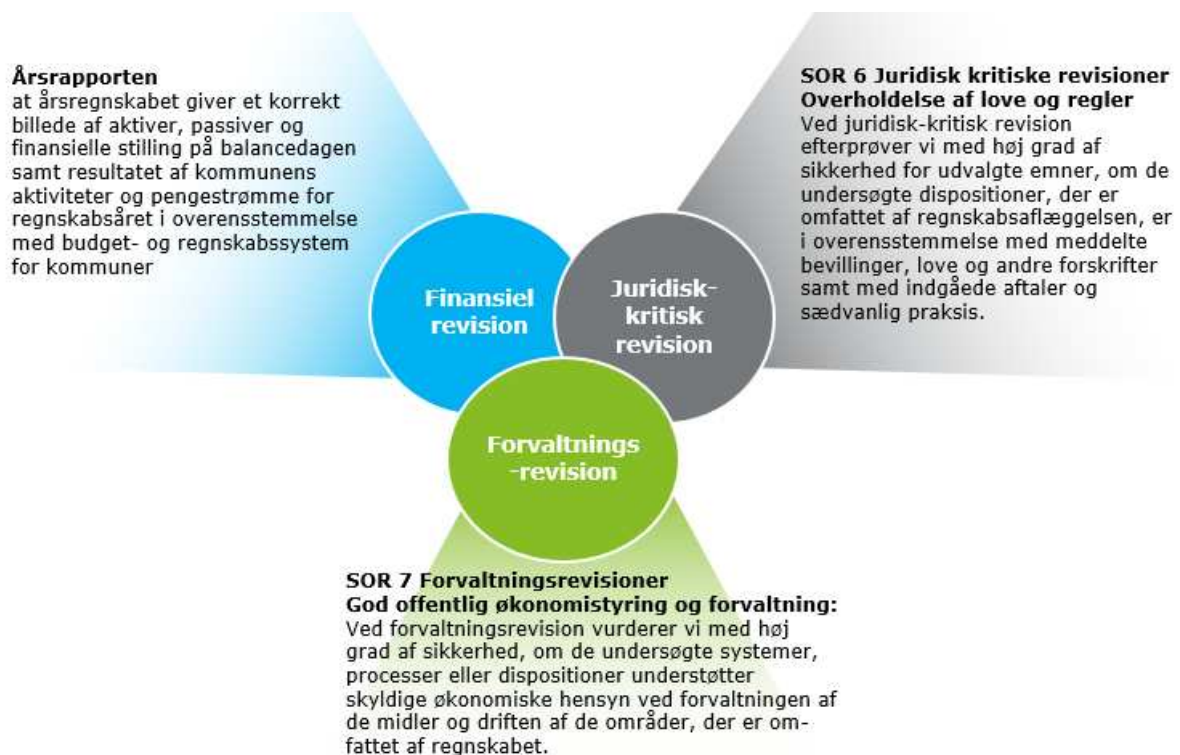 Årsrapporten
at årsregnskabet giver et korrekt
billede af aktiver, passiver og
finansielle stilling på balancedagen
samt resultatet af kommunens
aktiviteter og pengestrømme for
regnskabsåret i overensstemmelse
med budget- og regnskabssystem
for kommuner
SOR 6 Juridisk kritiske revisioner
Overholdelse af love og regler
Ved juridisk-kritisk revision
efterprøver vi med høj grad af
sikkerhed for udvalgte emner, om de
undersøgte dispositioner, der er
omfattet af regnskabsaflæggelsen, er
i overensstemmelse med meddelte
bevillinger, love og andre forskrifter
samt med indgåede aftaler og
sædvanlig praksis.
Finansiel
revision
Juridisk-
kritisk
revision
Forvaltnings
-revision
SOR 7 Forvaltningsrevisioner
God offentlig økonomistyring og forvaltning:
Ved forvaltningsrevision vurderer vi med høj
grad af sikkerhed, om de undersøgte systemer,
processer eller dispositioner understøtter
skyldige økonomiske hensyn ved forvaltningen af
de midler og driften af de områder, der er om-
fattet af regnskabet.